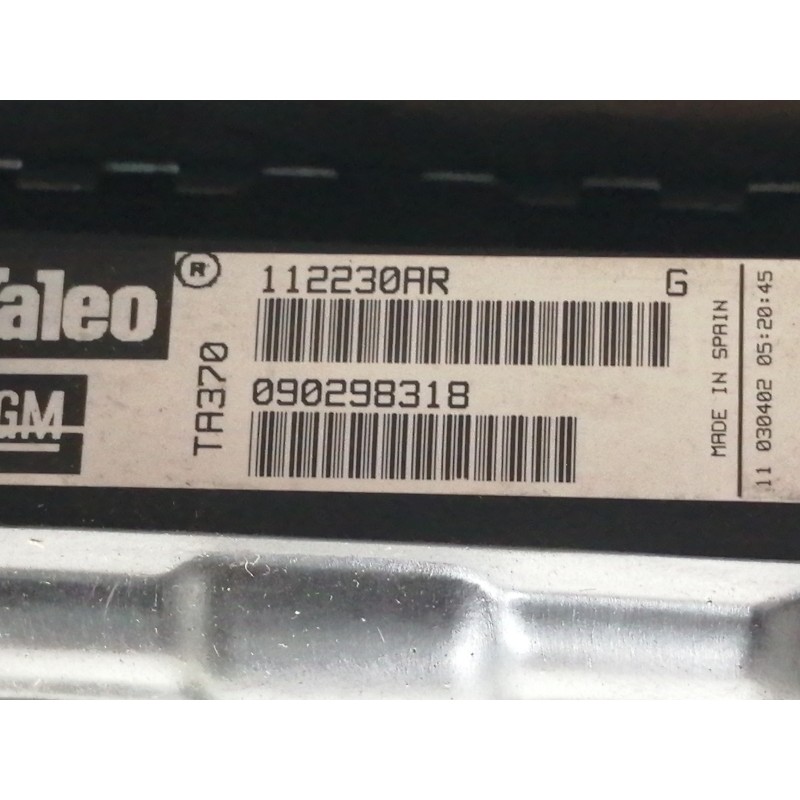 Valeo ®
112230AR G
TA370
090298318
GM
MADE IN SPAIN
11 030402 05:20:45